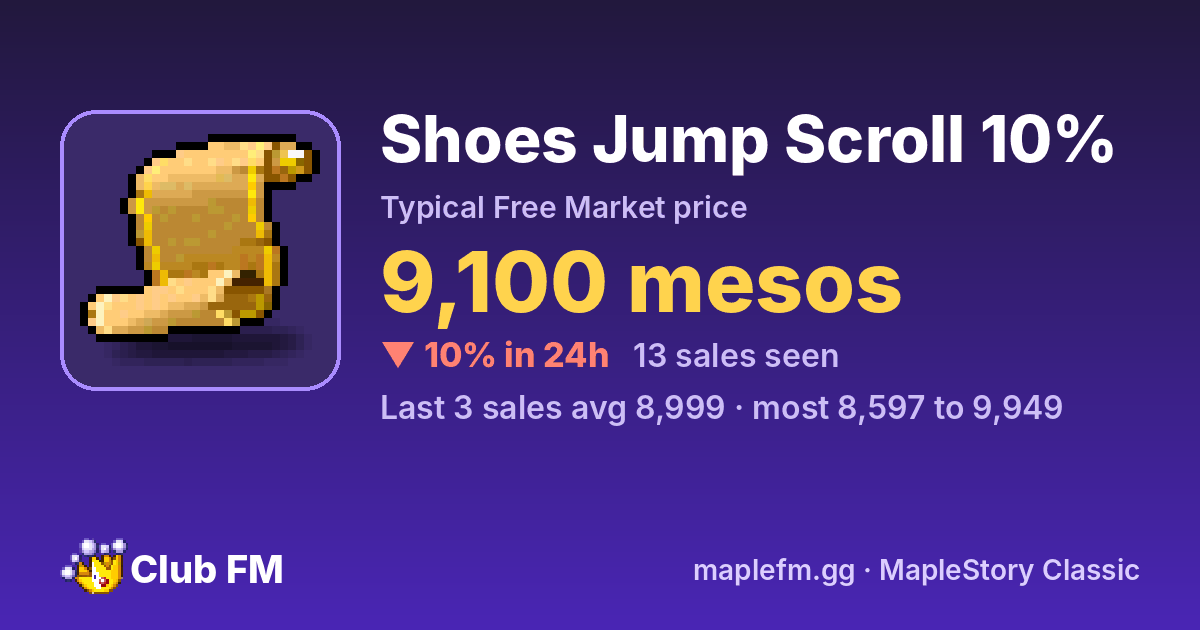 Shoes Jump Scroll 10%
Typical Free Market price
9,100 mesos
▼ 10% in 24h 13 sales seen
Last 3 sales avg 8,999 · most 8,597 to 9,949
Club FM
maplefm.gg · MapleStory Classic